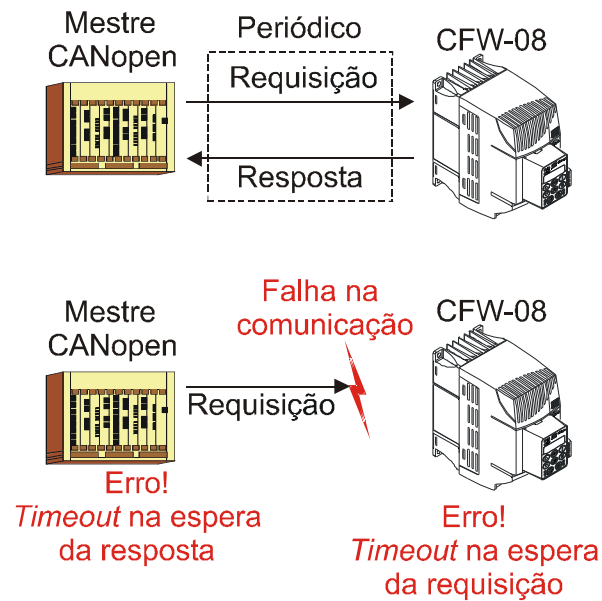 Mestre
CANopen
Periódico
CFW-08
Requisição
Resposta
Mestre
CANopen
Falha na
comunicação
CFW-08
Requisição
Erro!
Timeout na espera
da resposta
Erro!
Timeout na espera
da requisição